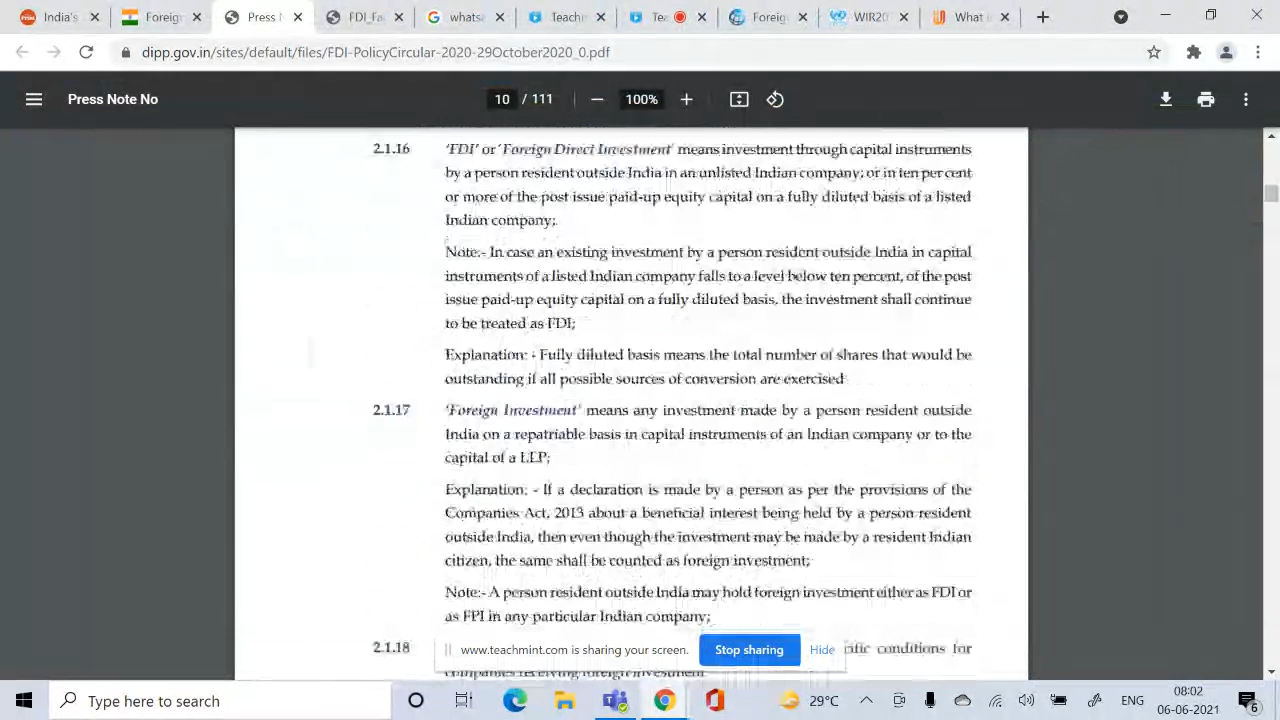 India's
Foreig
Press N
FDI_Fa
whats
Teachi
Tea
Foreig
WIR20
What i
dipp.gov.in/sites/default/files/FDI-PolicyCircular-2020-29October2020_0.pdf
Press Note No
10 / 111
100%
2.1.16 'FDI' or 'Foreign Direct Investment' means investment through capital instruments
by a person resident outside India in an unlisted Indian company; or in ten per cent
or more of the post issue paid-up equity capital on a fully diluted basis of a listed
Indian company;
Note:- In case an existing investment by a person resident outside India in capital
instruments of a listed Indian company falls to a level below ten percent, of the post
issue paid-up equity capital on a fully diluted basis, the investment shall continue
to be treated as FDI;
Explanation: - Fully diluted basis means the total number of shares that would be
outstanding if all possible sources of conversion are exercised
2.1.17 'Foreign Investment' means any investment made by a person resident outside
India on a repatriable basis in capital instruments of an Indian company or to the
capital of a LLP;
Explanation: - If a declaration is made by a person as per the provisions of the
Companies Act, 2013 about a beneficial interest being held by a person resident
outside India, then even though the investment may be made by a resident Indian
citizen, the same shall be counted as foreign investment;
Note:- A person resident outside India may hold foreign investment either as FDI or
as FPI in any particular Indian company;
2.1.18 conditions for
companies receiving foreign investment
www.teachmint.com is sharing your screen. Stop sharing Hide
Type here to search
29°C
ENG
08:02
06-06-2021
6